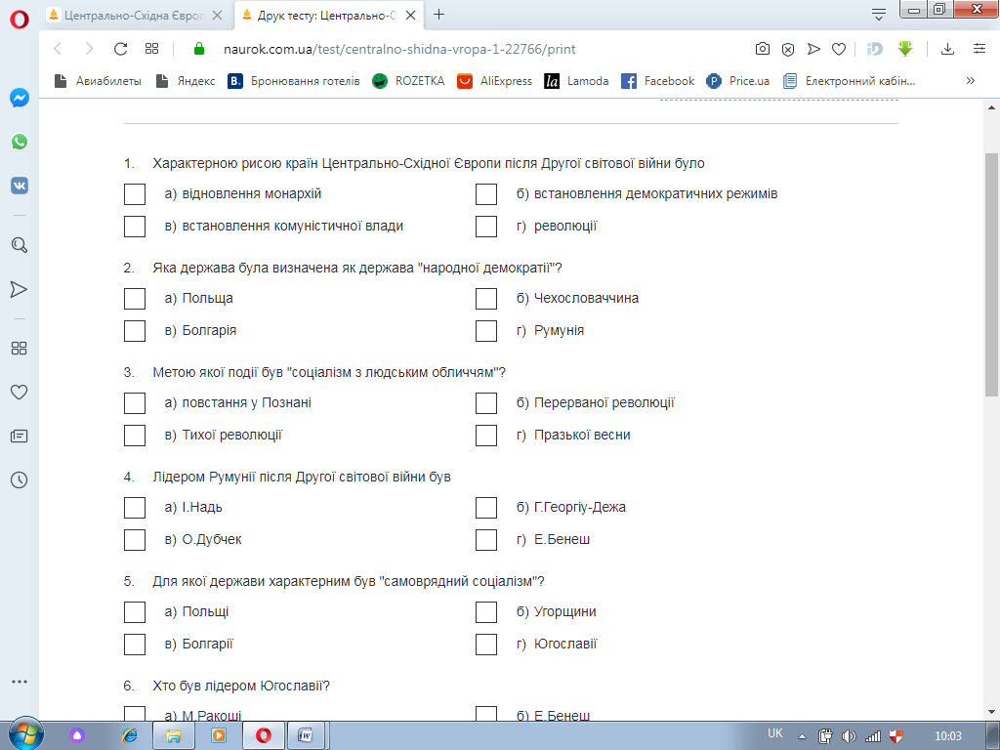 Центрально-Східна Європ
Друк тесту: Центрально-С
naurok.com.ua/test/centralno-shidna-vropa-1-22766/print
Авиабилеты Яндекс B. Бронювання готелів ROZETKA AliExpress la Lamoda Facebook P Price.ua Електронний кабін... »
1. Характерною рисою країн Центрально-Східної Європи після Другої світової війни було
а) відновлення монархій б) встановлення демократичних режимів
в) встановлення комуністичної влади г) революції
2. Яка держава була визначена як держава "народної демократії"?
а) Польща б) Чехословаччина
в) Болгарія г) Румунія
3. Метою якої події був "соціалізм з людським обличчям"?
а) повстання у Познані б) Перерваної революції
в) Тихої революції г) Празької весни
4. Лідером Румунії після Другої світової війни був
а) І.Надь б) Г.Георгіу-Дежа
в) О.Дубчек г) Е.Бенеш
5. Для якої держави характерним був "самоврядний соціалізм"?
а) Польщі б) Угорщини
в) Болгарії г) Югославії
6. Хто був лідером Югославії?
а) М.Ракоші б) Е.Бенеш
UK 10:03